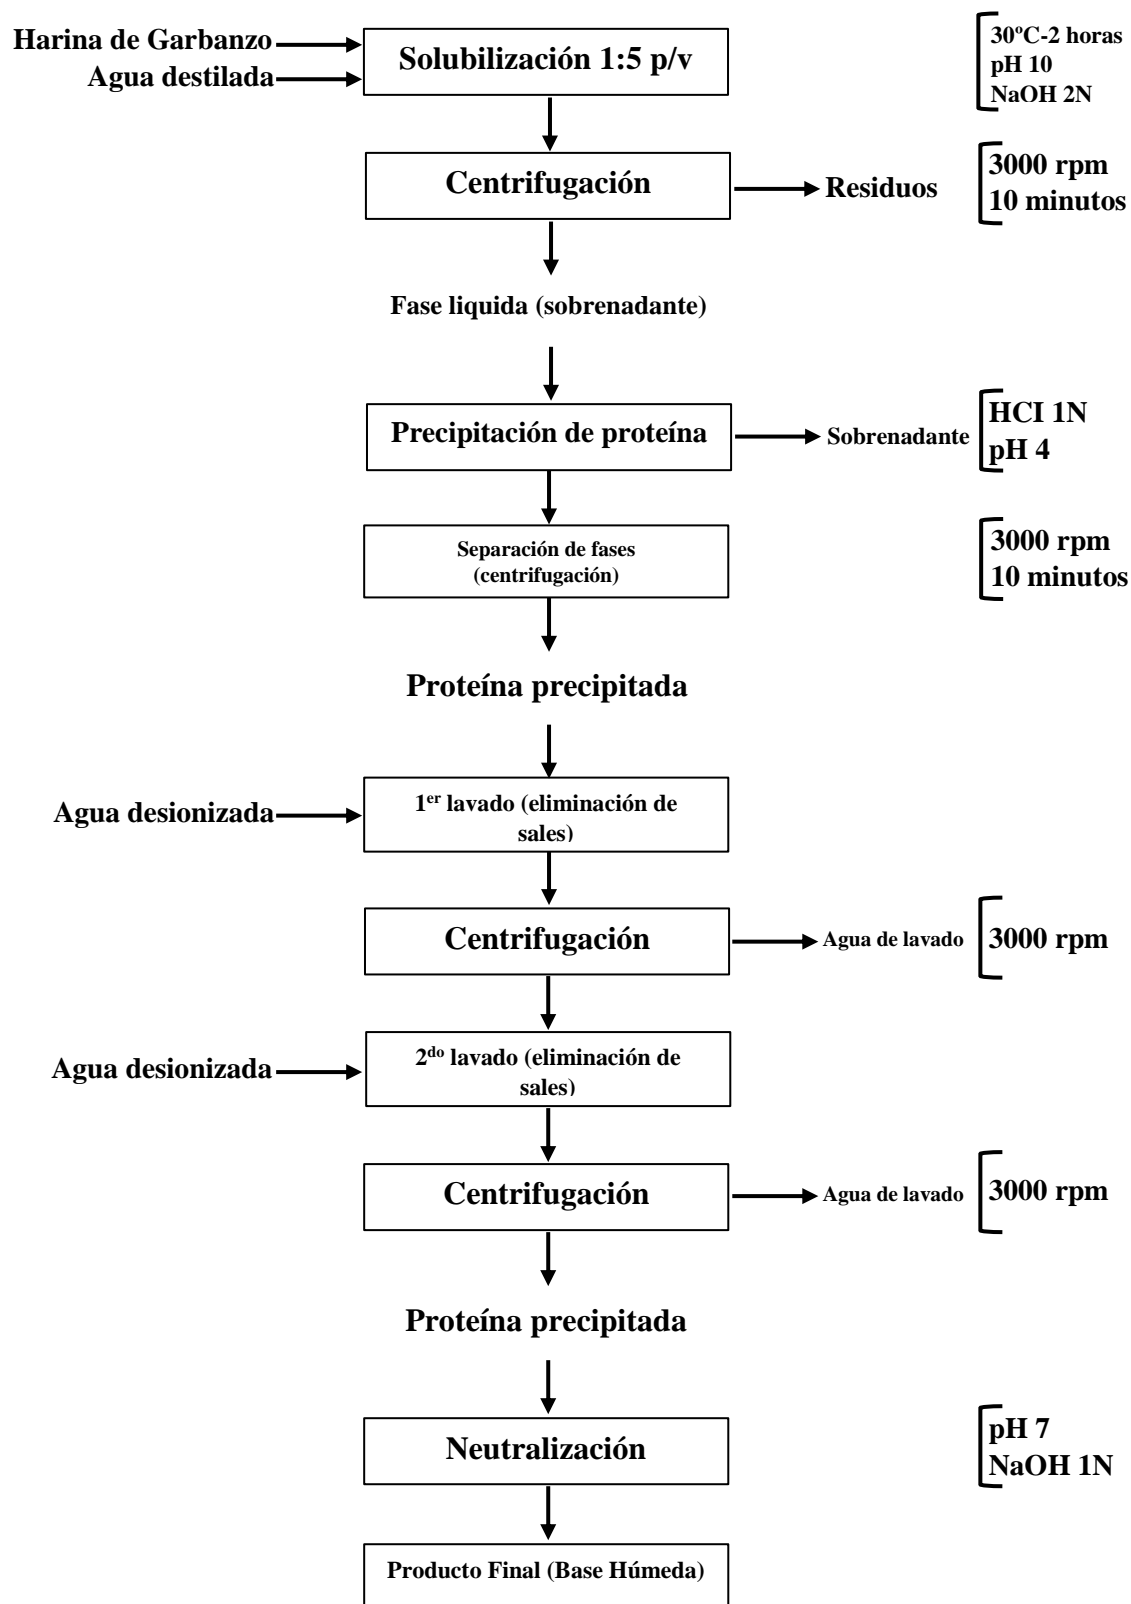 Harina de Garbanzo
Agua destilada
Solubilización 1:5 p/v
30ºC-2 horas
pH 10
NaOH 2N
Centrifugación
Residuos
3000 rpm
10 minutos
Fase liquida (sobrenadante)
Precipitación de proteína
Sobrenadante
HCI 1N
pH 4
Separación de fases
(centrifugación)
3000 rpm
10 minutos
Proteína precipitada
Agua desionizada
1er lavado (eliminación de
sales)
Centrifugación
Agua de lavado
3000 rpm
Agua desionizada
2do lavado (eliminación de
sales)
Centrifugación
Agua de lavado
3000 rpm
Proteína precipitada
Neutralización
pH 7
NaOH 1N
Producto Final (Base Húmeda)